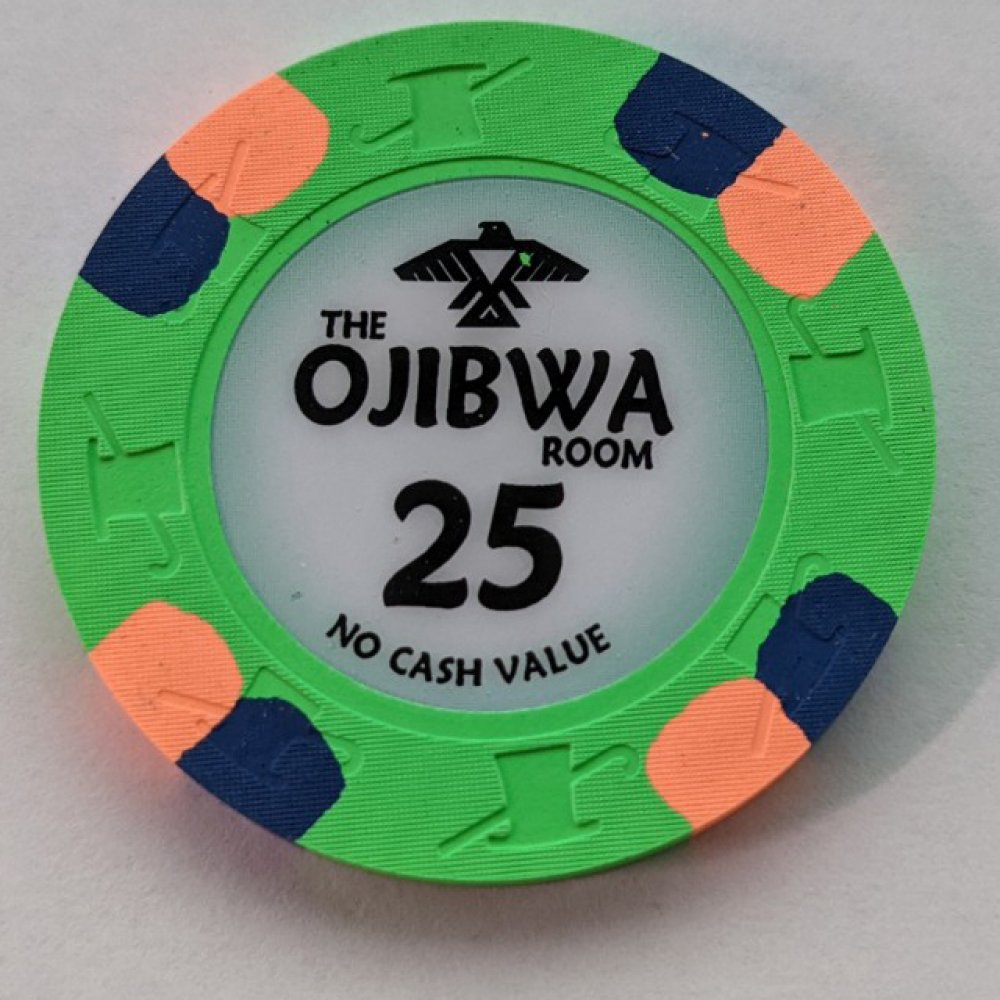 THE
OJIBWA
ROOM
25
NO CASH VALUE